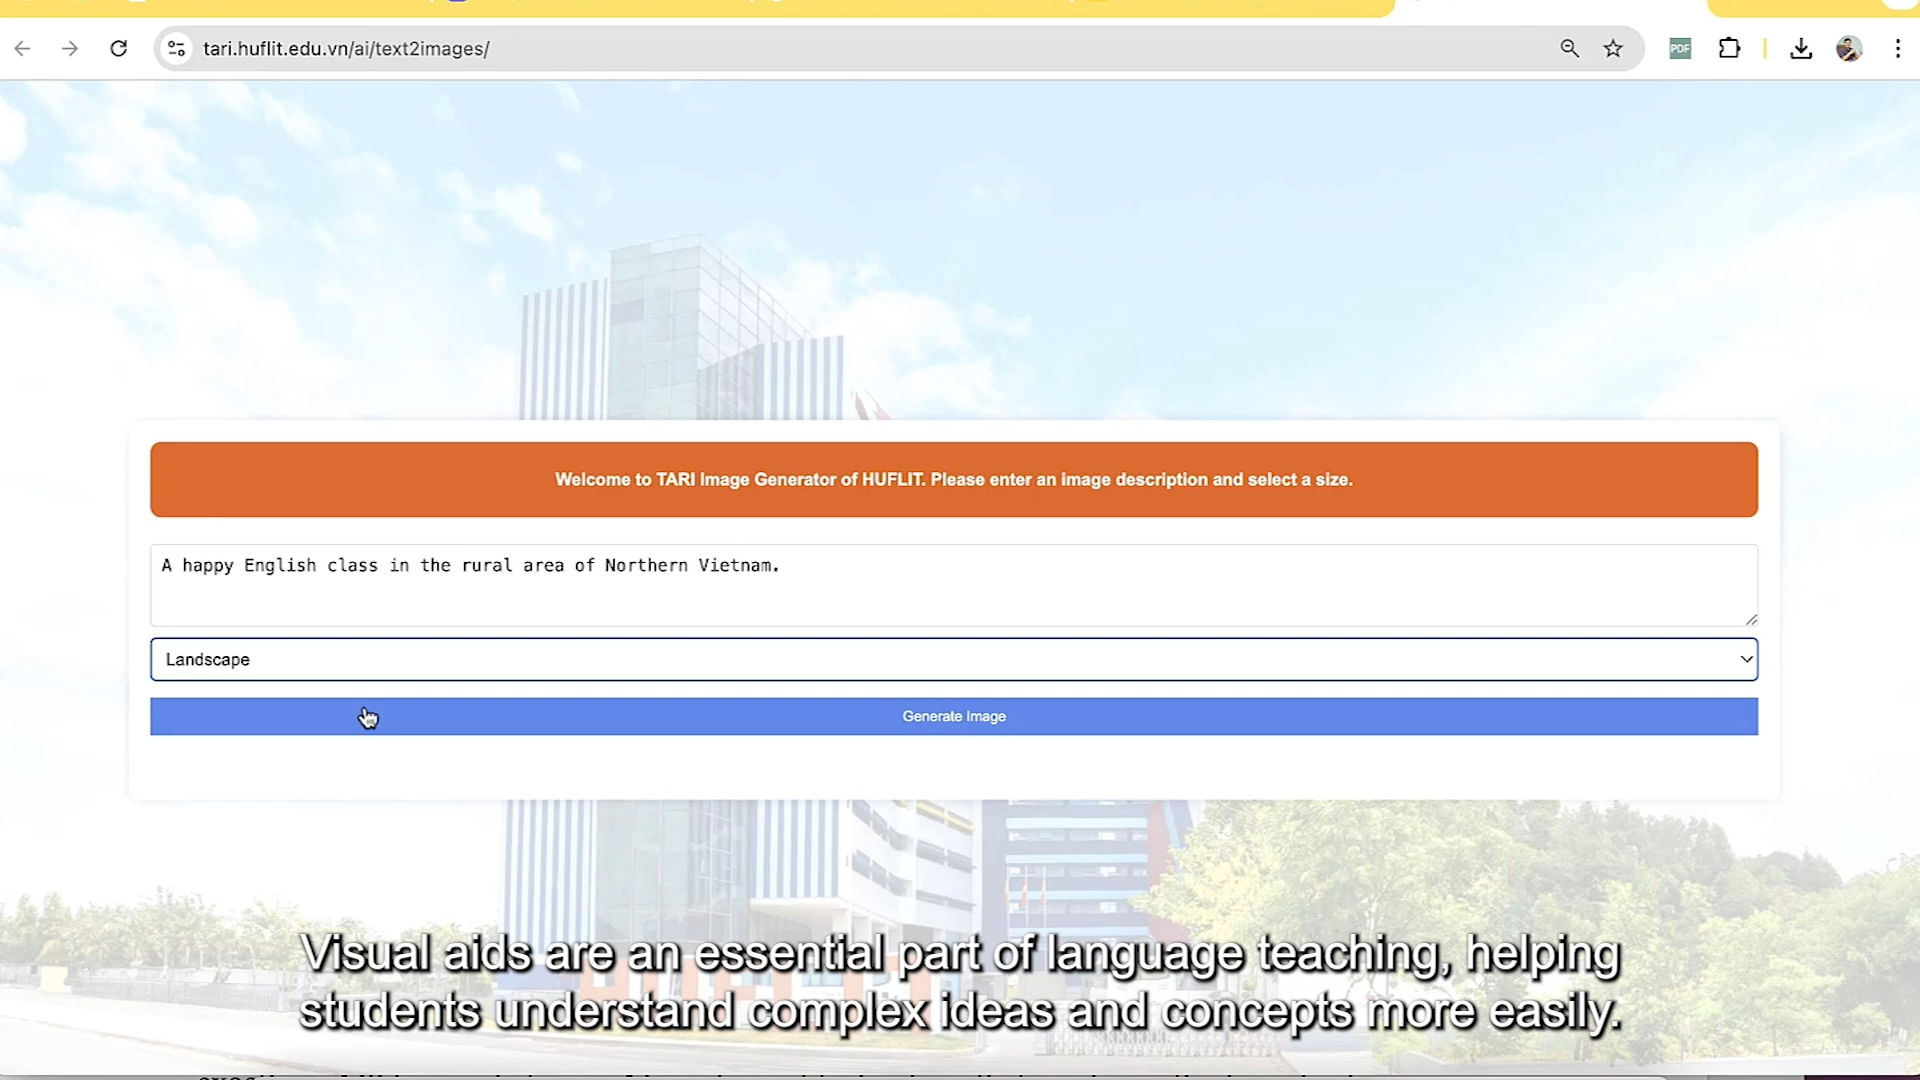 tari.huflit.edu.vn/ai/text2images/
PDF
Welcome to TARI Image Generator of HUFLIT. Please enter an image description and select a size.
A happy English class in the rural area of Northern Vietnam.
Landscape
Generate Image
Visual aids are an essential part of language teaching, helping
students understand complex ideas and concepts more easily.